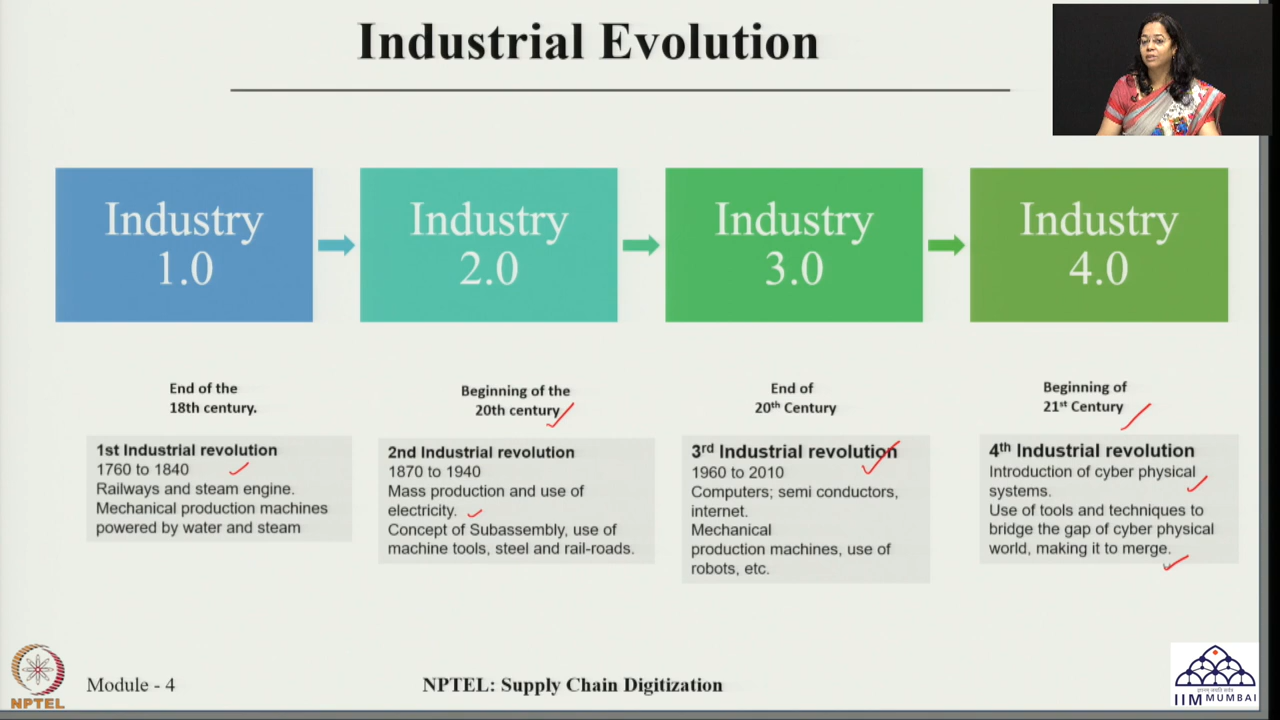 Industrial Evolution
Industry
1.0
Industry
2.0
Industry
3.0
Industry
4.0
End of the
18th century.
1st Industrial revolution
1760 to 1840
Railways and steam engine.
Mechanical production machines
powered by water and steam
Beginning of the
20th century
2nd Industrial revolution
1870 to 1940
Mass production and use of
electricity.
Concept of Subassembly, use of
machine tools, steel and rail-roads.
End of
20th Century
3rd Industrial revolution
1960 to 2010
Computers; semi conductors,
internet.
Mechanical
production machines, use of
robots, etc.
Beginning of
21st Century
4th Industrial revolution
Introduction of cyber physical
systems.
Use of tools and techniques to
bridge the gap of cyber physical
world, making it to merge.
NPTEL
Module - 4
NPTEL: Supply Chain Digitization
IIM MUMBAI